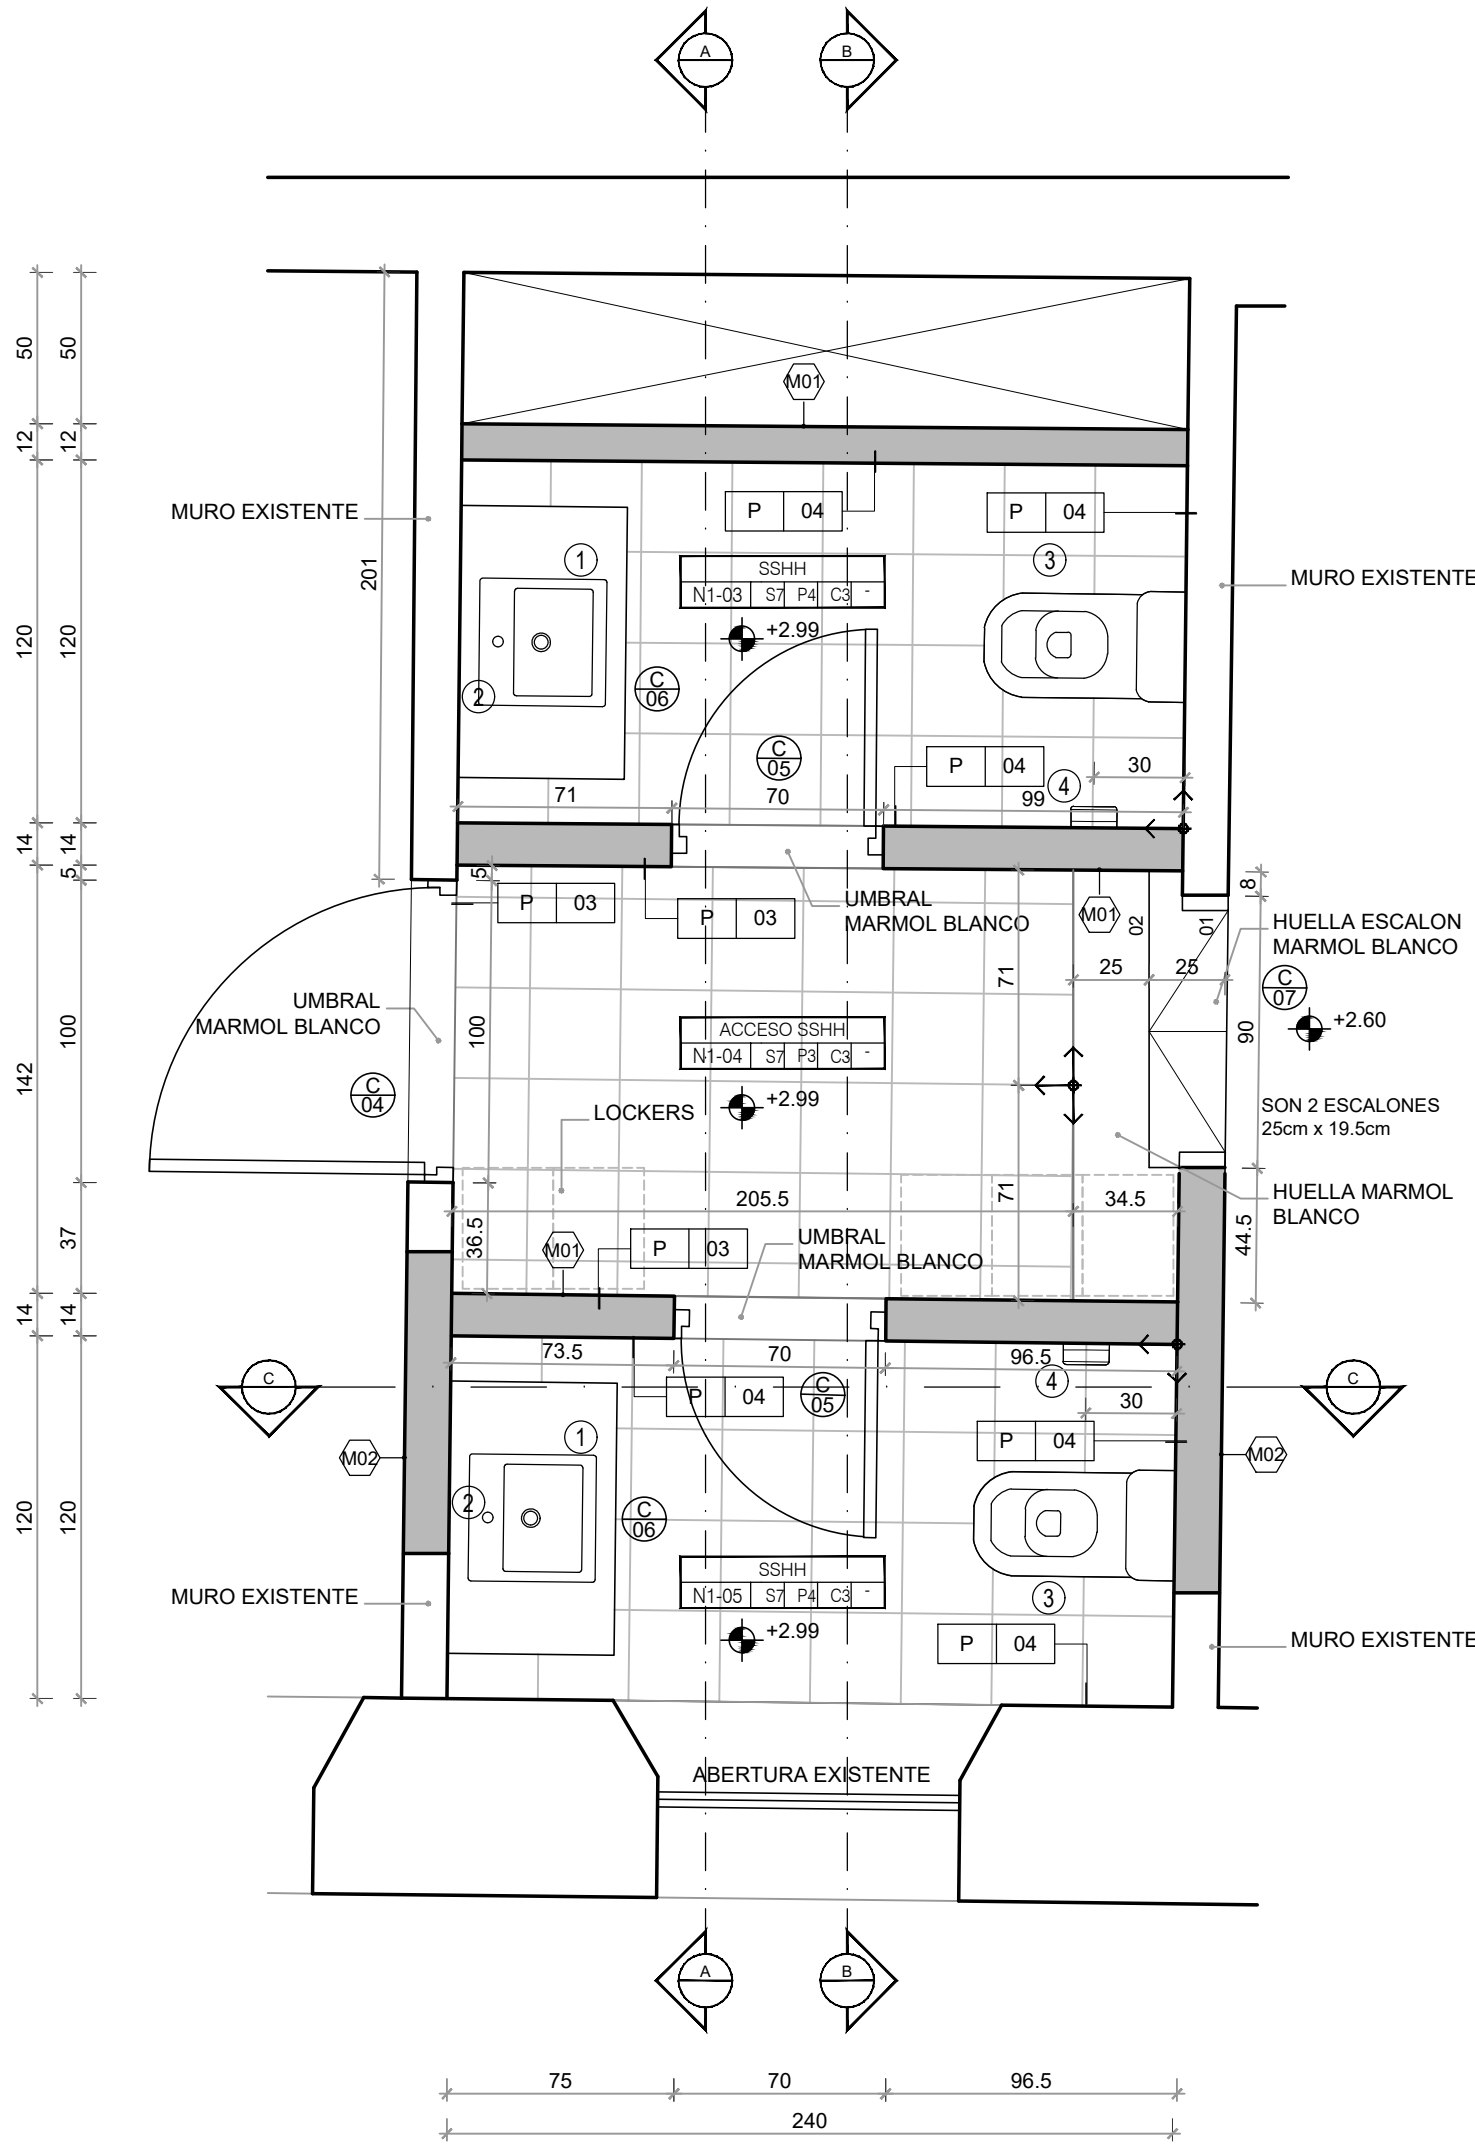 A
B
50
50
12
12
M01
MURO EXISTENTE
201
P 04
P 04
1
3
SSHH
N1-03 S7 P4 C3 -
MURO EXISTENTE
+2.99
120
120
2
C
06
C
05
P 04
4
30
71
70
99
14
14
5
5
8
P 03
P 03
UMBRAL
MARMOL BLANCO
M01
02
01
HUELLA ESCALON
MARMOL BLANCO
71
25
25
C
07
UMBRAL
MARMOL BLANCO
+2.60
100
100
142
ACCESO SSHH
N1-04 S7 P3 C3 -
90
C
04
+2.99
LOCKERS
SON 2 ESCALONES
25cm x 19.5cm
205.5
71
34.5
HUELLA MARMOL
BLANCO
37
36.5
44.5
M01
P 03
UMBRAL
MARMOL BLANCO
14
14
73.5
70
96.5
C
C
P 04
C
05
4
30
1
P 04
M02
M02
2
C
06
120
120
SSHH
N1-05 S7 P4 C3 -
3
MURO EXISTENTE
+2.99
P 04
MURO EXISTENTE
ABERTURA EXISTENTE
A
B
75
70
96.5
240